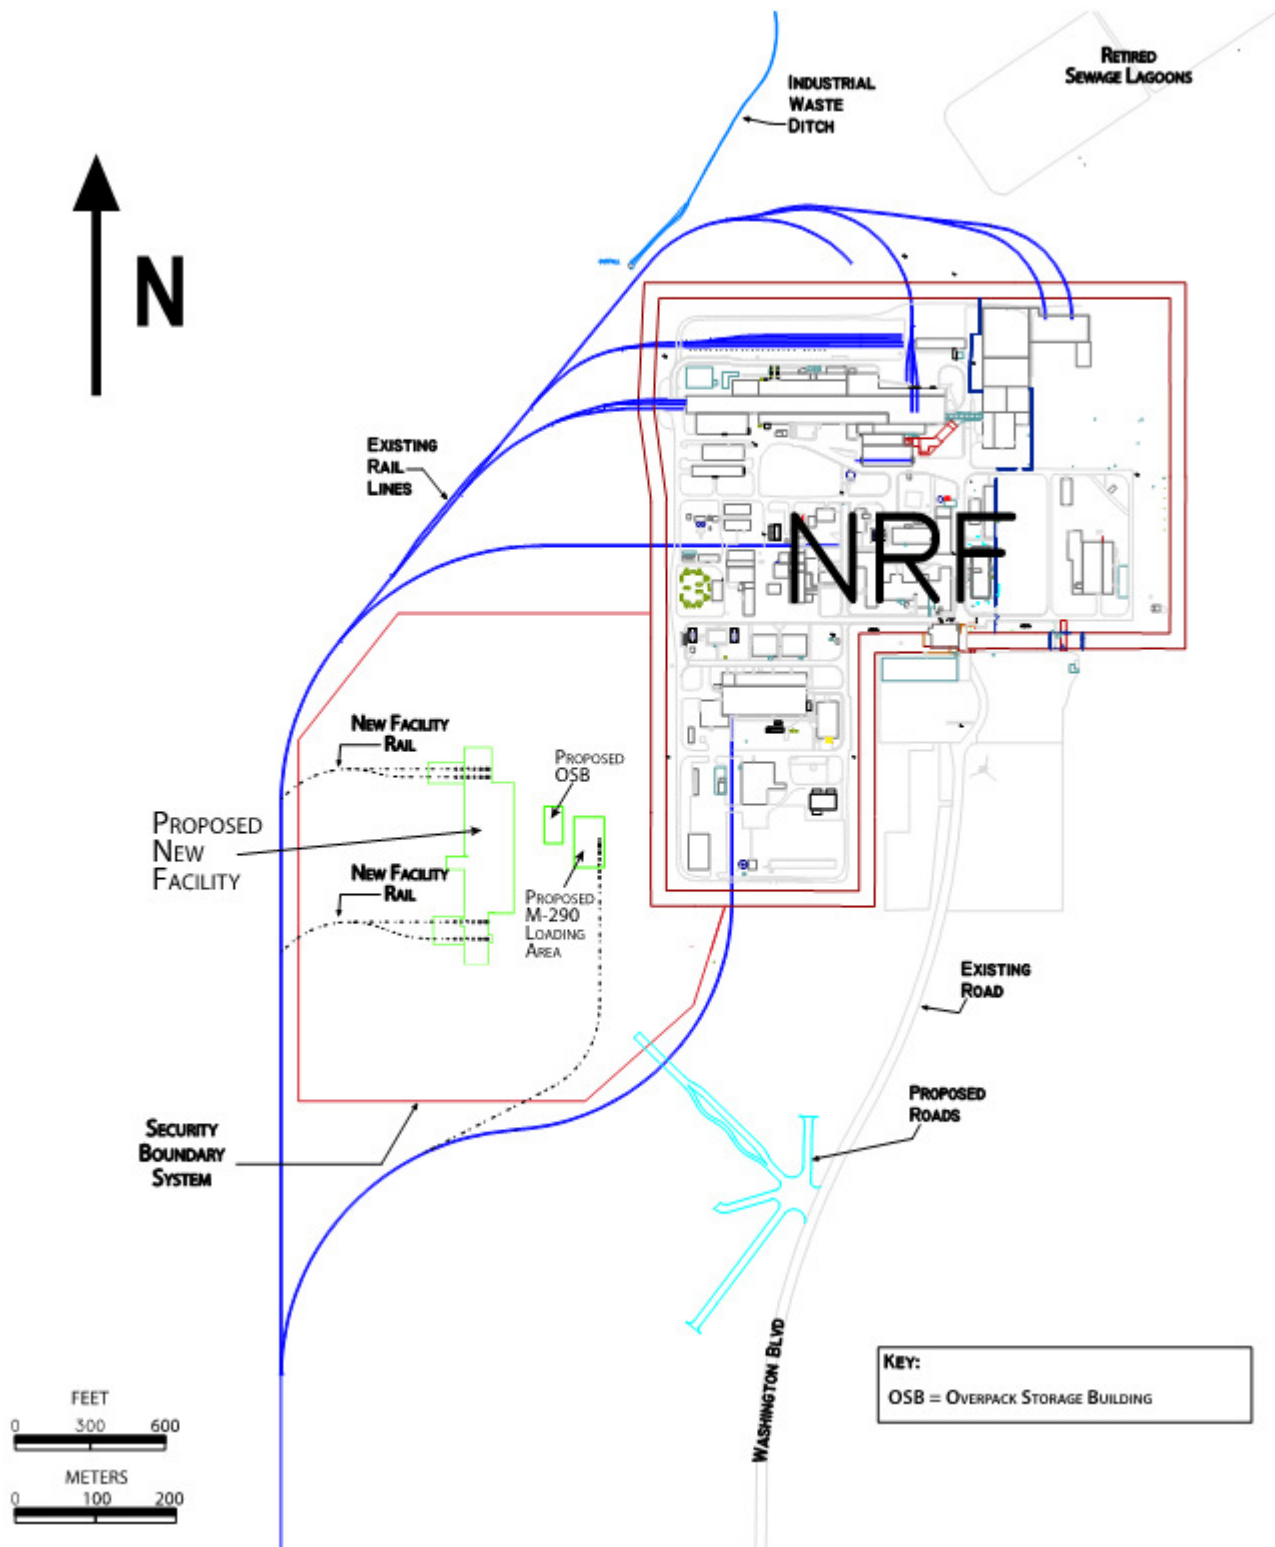 RETIRED
SEWAGE LAGOONS
INDUSTRIAL
WASTE
DITCH
N
EXISTING
RAIL
LINES
NRF
NEW FACILITY
RAIL
PROPOSED
OSB
PROPOSED
NEW
FACILITY
NEW FACILITY
RAIL
PROPOSED
M-290
LOADING
AREA
EXISTING
ROAD
PROPOSED
ROADS
SECURITY
BOUNDARY
SYSTEM
WASHINGTON BLVD
KEY:
OSB = OVERPACK STORAGE BUILDING
FEET
0 300 600
METERS
0 100 200